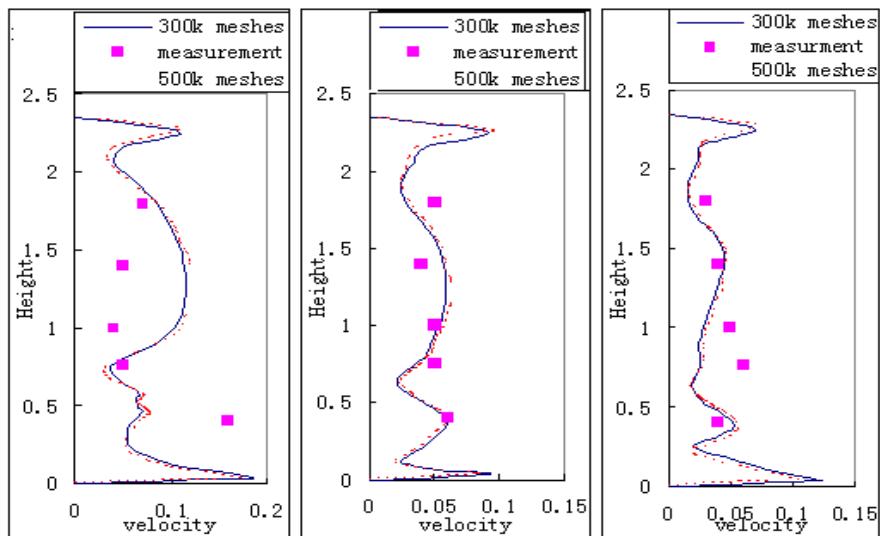 300k meshes
measurement
500k meshes
2.5
2
1.5
1
0.5
0
Height
0
0.1
0.2
velocity
300k meshes
measurement
500k meshes
2.5
2
1.5
1
0.5
0
Height
0
0.05
0.1
0.15
velocity
300k meshes
measurment
500k meshes
2.5
2
1.5
1
0.5
0
Height
0
0.05
0.1
0.15
velocity